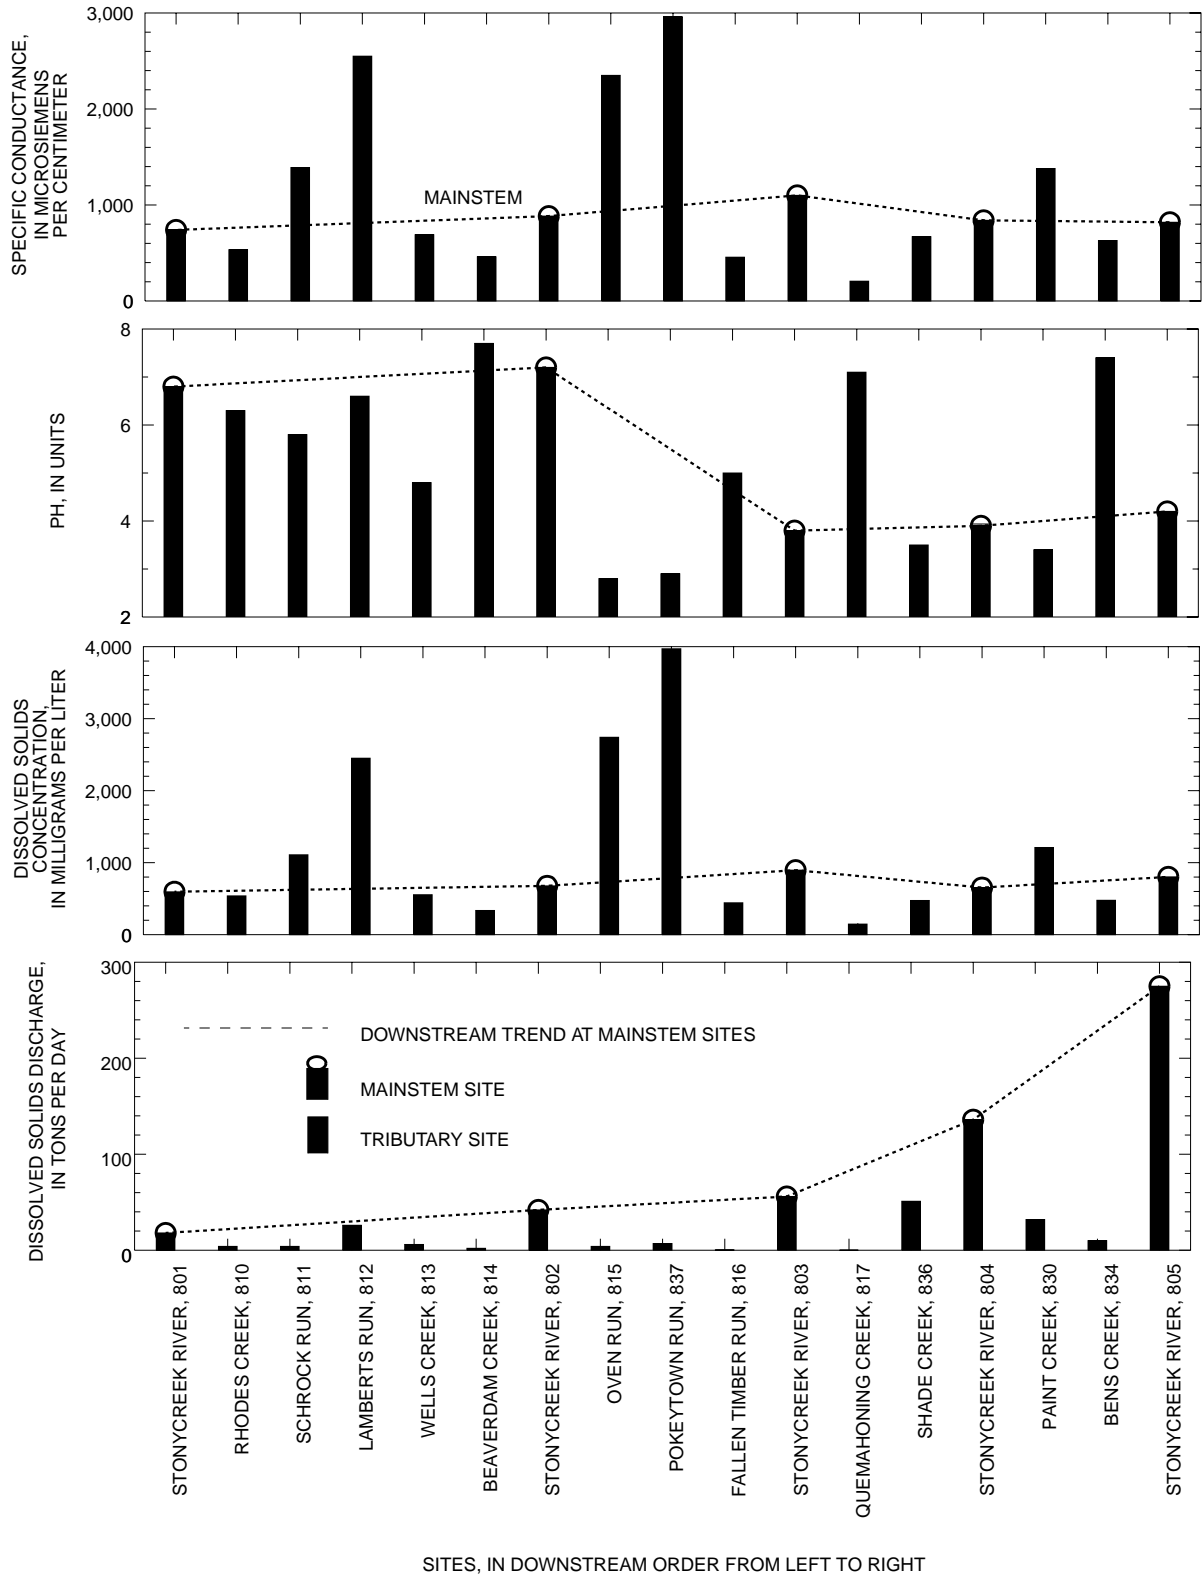 SPECIFIC CONDUCTANCE,
IN MICROSIEMENS
PER CENTIMETER
3,000
2,000
1,000
0
MAINSTEM
PH, IN UNITS
8
6
4
2
DISSOLVED SOLIDS
CONCENTRATION,
IN MILLIGRAMS PER LITER
4,000
3,000
2,000
1,000
0
DISSOLVED SOLIDS DISCHARGE,
IN TONS PER DAY
300
200
100
0
DOWNSTREAM TREND AT MAINSTEM SITES
MAINSTEM SITE
TRIBUTARY SITE
STONYCREEK RIVER, 801
RHODES CREEK, 810
SCHROCK RUN, 811
LAMBERTS RUN, 812
WELLS CREEK, 813
BEAVERDAM CREEK, 814
STONYCREEK RIVER, 802
OVEN RUN, 815
POKEYTOWN RUN, 837
FALLEN TIMBER RUN, 816
STONYCREEK RIVER, 803
QUEMAHONING CREEK, 817
SHADE CREEK, 836
STONYCREEK RIVER, 804
PAINT CREEK, 830
BENS CREEK, 834
STONYCREEK RIVER, 805
SITES, IN DOWNSTREAM ORDER FROM LEFT TO RIGHT